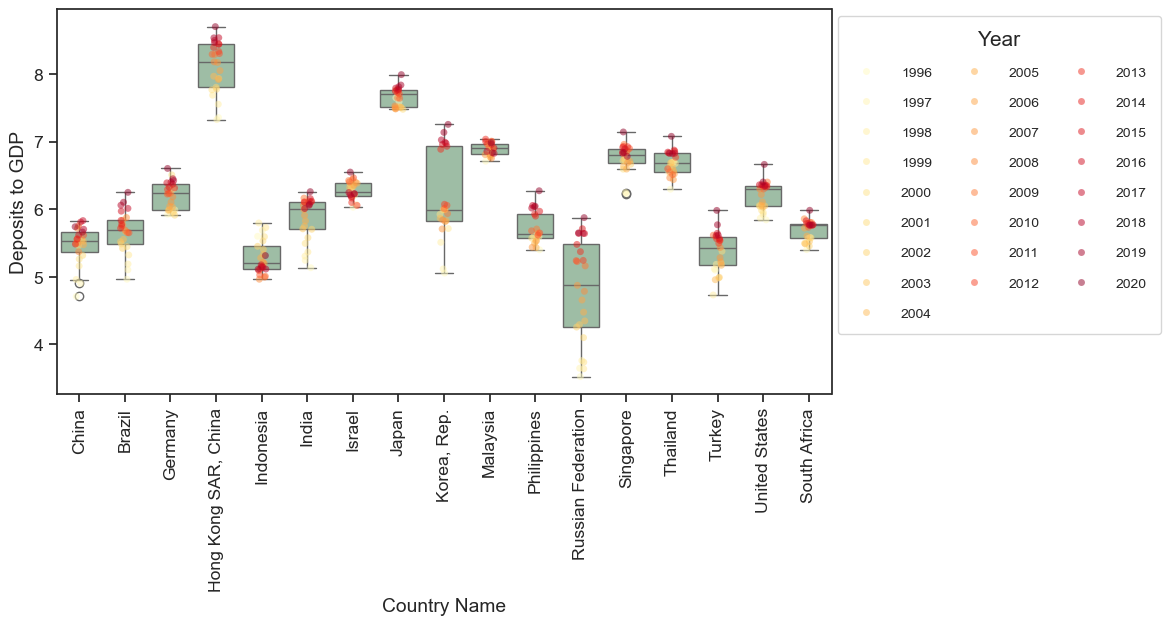 Deposits to GDP
8
7
6
5
4
China
Brazil
Germany
Hong Kong SAR, China
Indonesia
India
Israel
Japan
Korea, Rep.
Malaysia
Philippines
Russian Federation
Singapore
Thailand
Turkey
United States
South Africa
Country Name
Year
1996
1997
1998
1999
2000
2001
2002
2003
2004
2005
2006
2007
2008
2009
2010
2011
2012
2013
2014
2015
2016
2017
2018
2019
2020